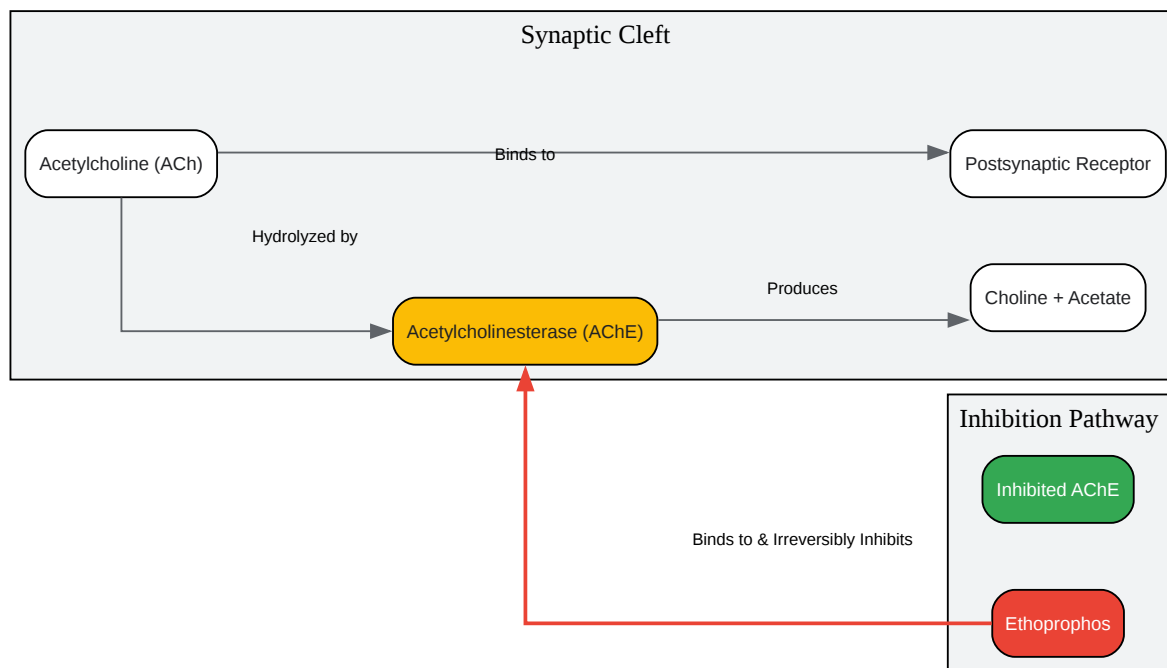 Synaptic Cleft
Acetylcholine (ACh)
Binds to
Postsynaptic Receptor
Hydrolyzed by
Acetylcholinesterase (AChE)
Produces
Choline + Acetate
Inhibition Pathway
Inhibited AChE
Binds to & Irreversibly Inhibits
Ethoprophos